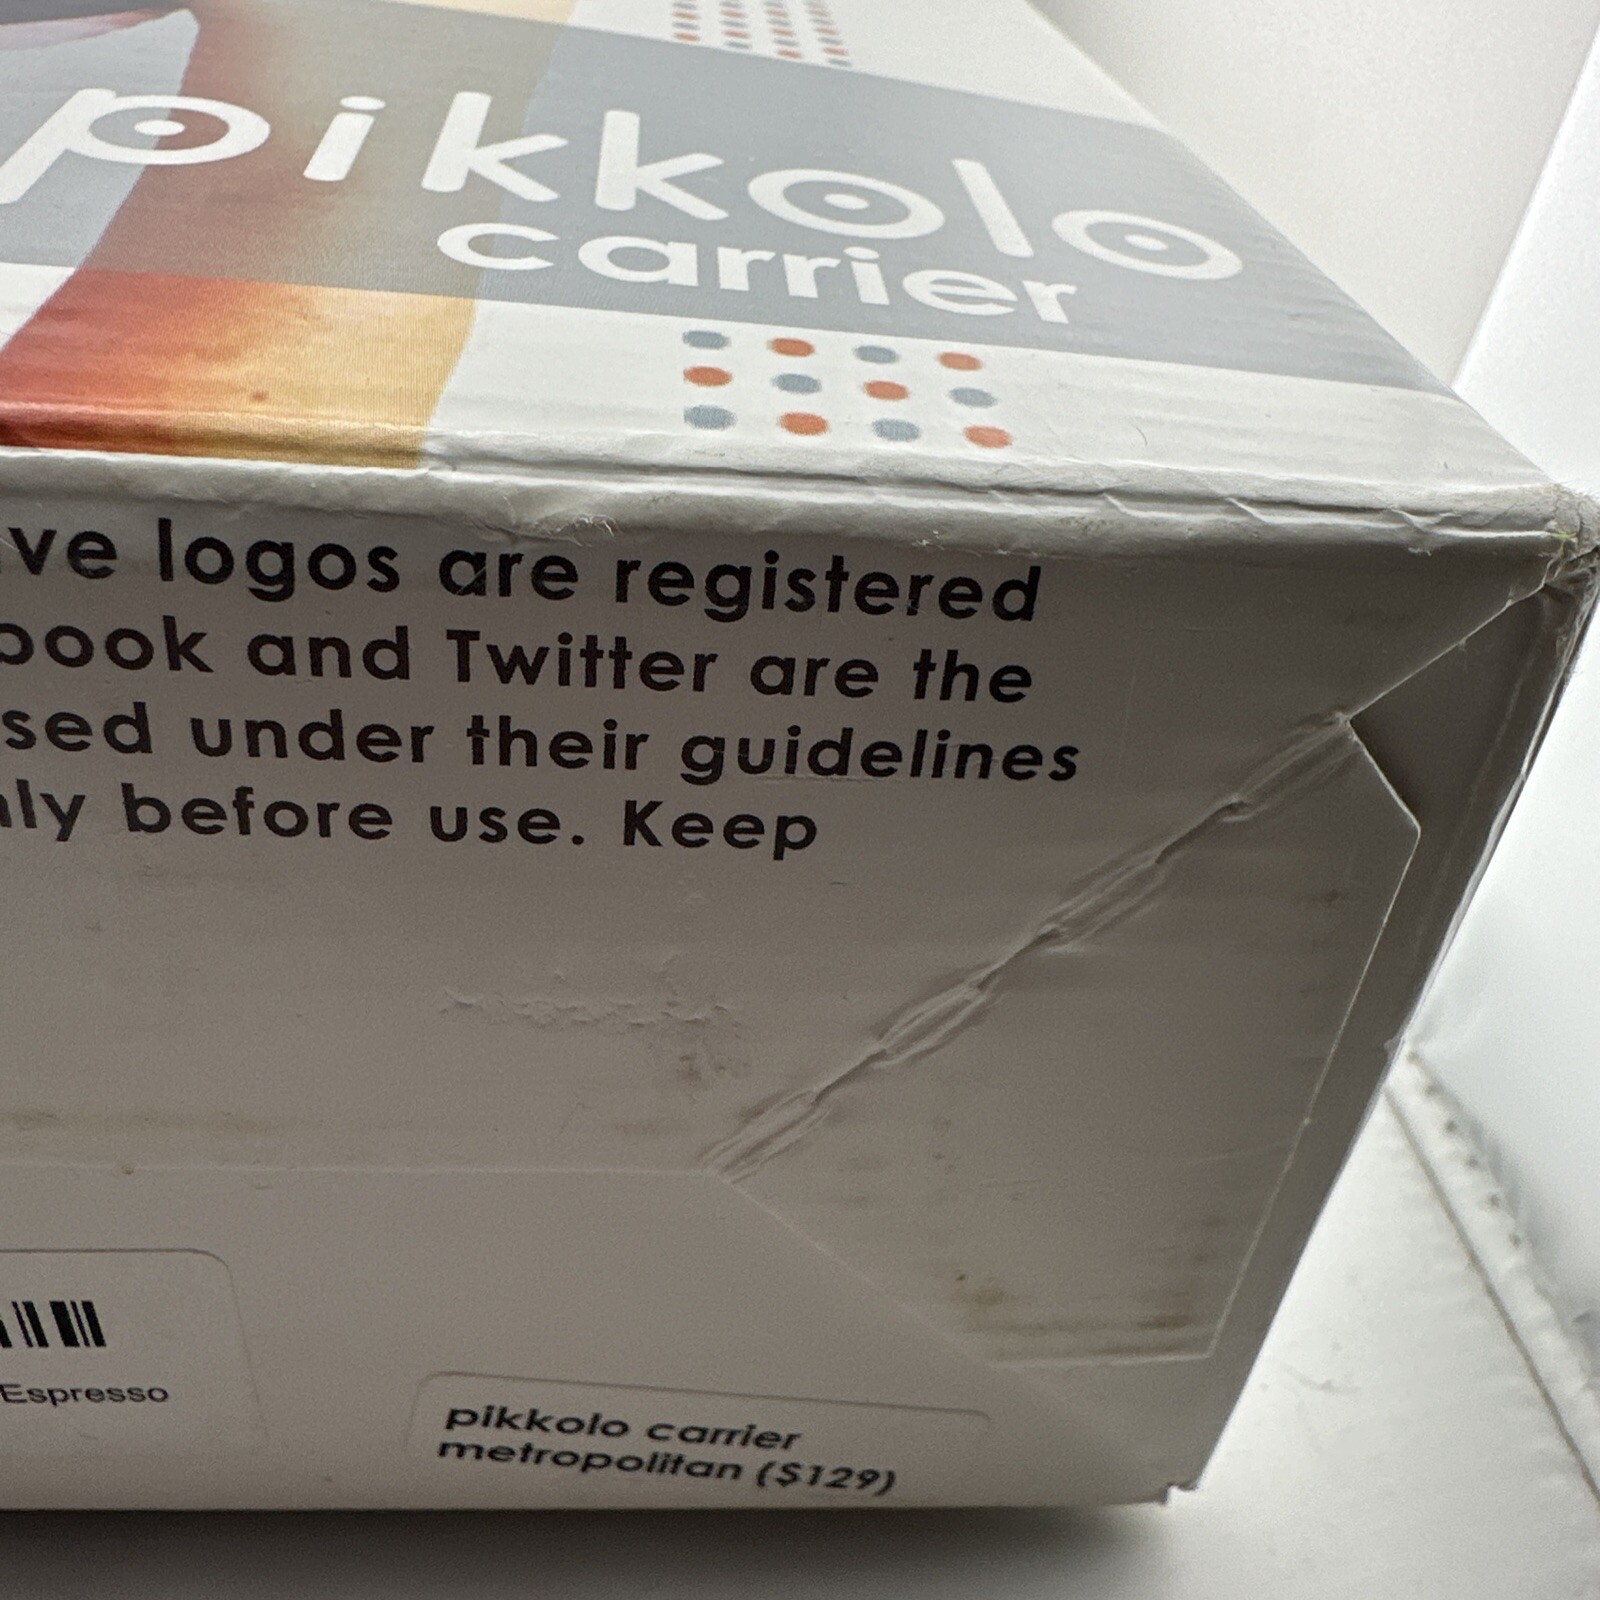 pikkolo
carrier
ve logos are registered
book and Twitter are the
sed under their guidelines
ly before use. Keep
Espresso
pikkolo carrier
metropolitan ($129)